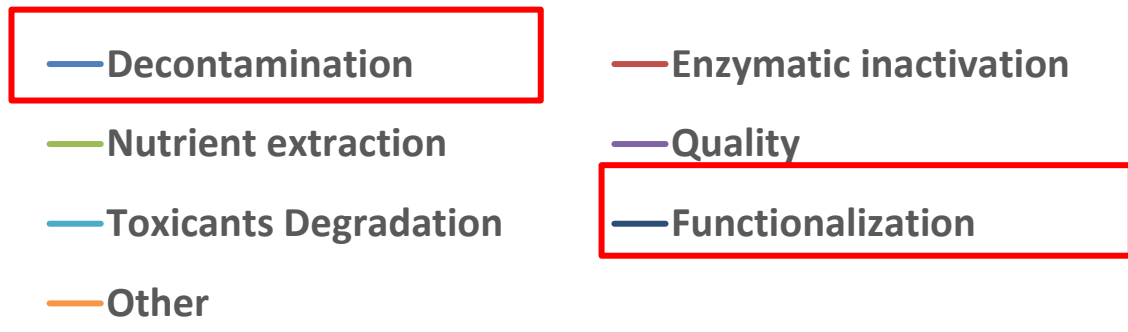 Decontamination
Enzymatic inactivation
Nutrient extraction
Quality
Toxicants Degradation
Functionalization
Other